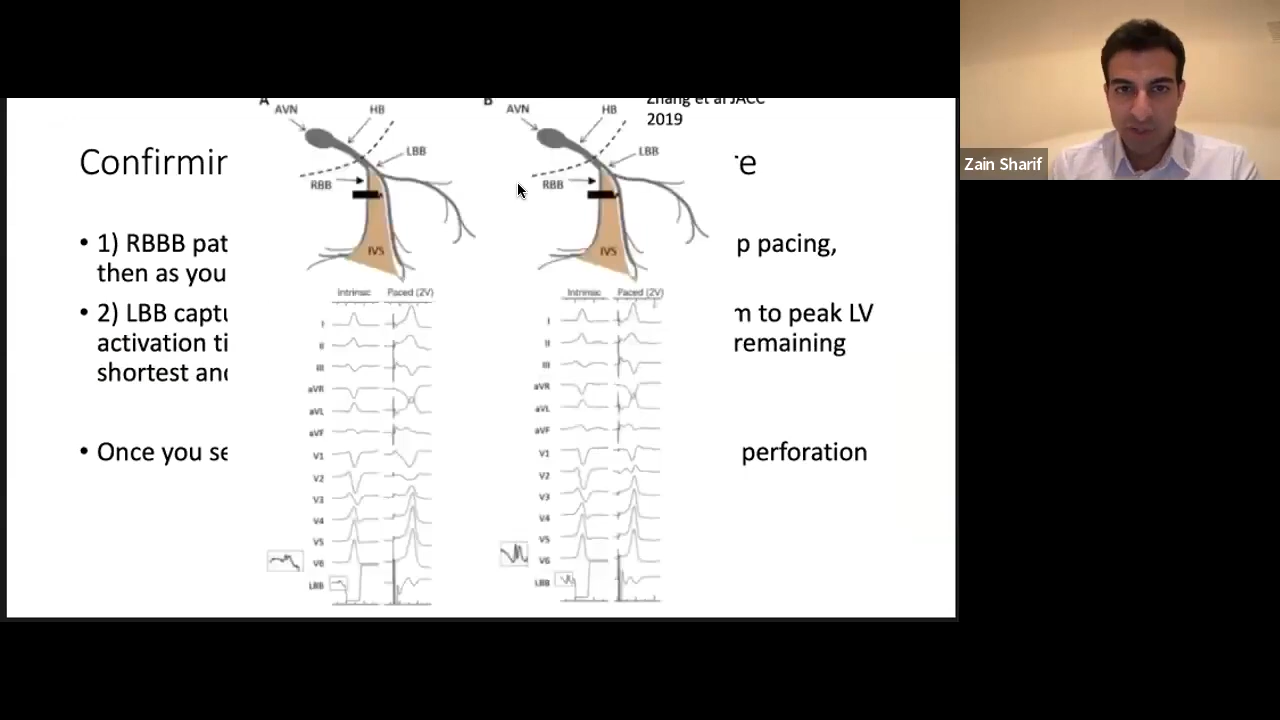 Zain Sharif
Zhang et al JACC
2019
Confirmin
re
• 1) RBBB pat
p pacing,
then as you
• 2) LBB captu
m to peak LV
activation ti
remaining
shortest and
• Once you se
perforation
A
AVN
HB
LBB
RBB
IVS
Intrinsic Paced (2V)
I
II
III
aVR
aVL
aVF
V1
V2
V3
V4
V5
V6
LBB
B
AVN
HB
LBB
RBB
IVS
Intrinsic Paced (2V)
I
II
III
aVR
aVL
aVF
V1
V2
V3
V4
V5
V6
LBB